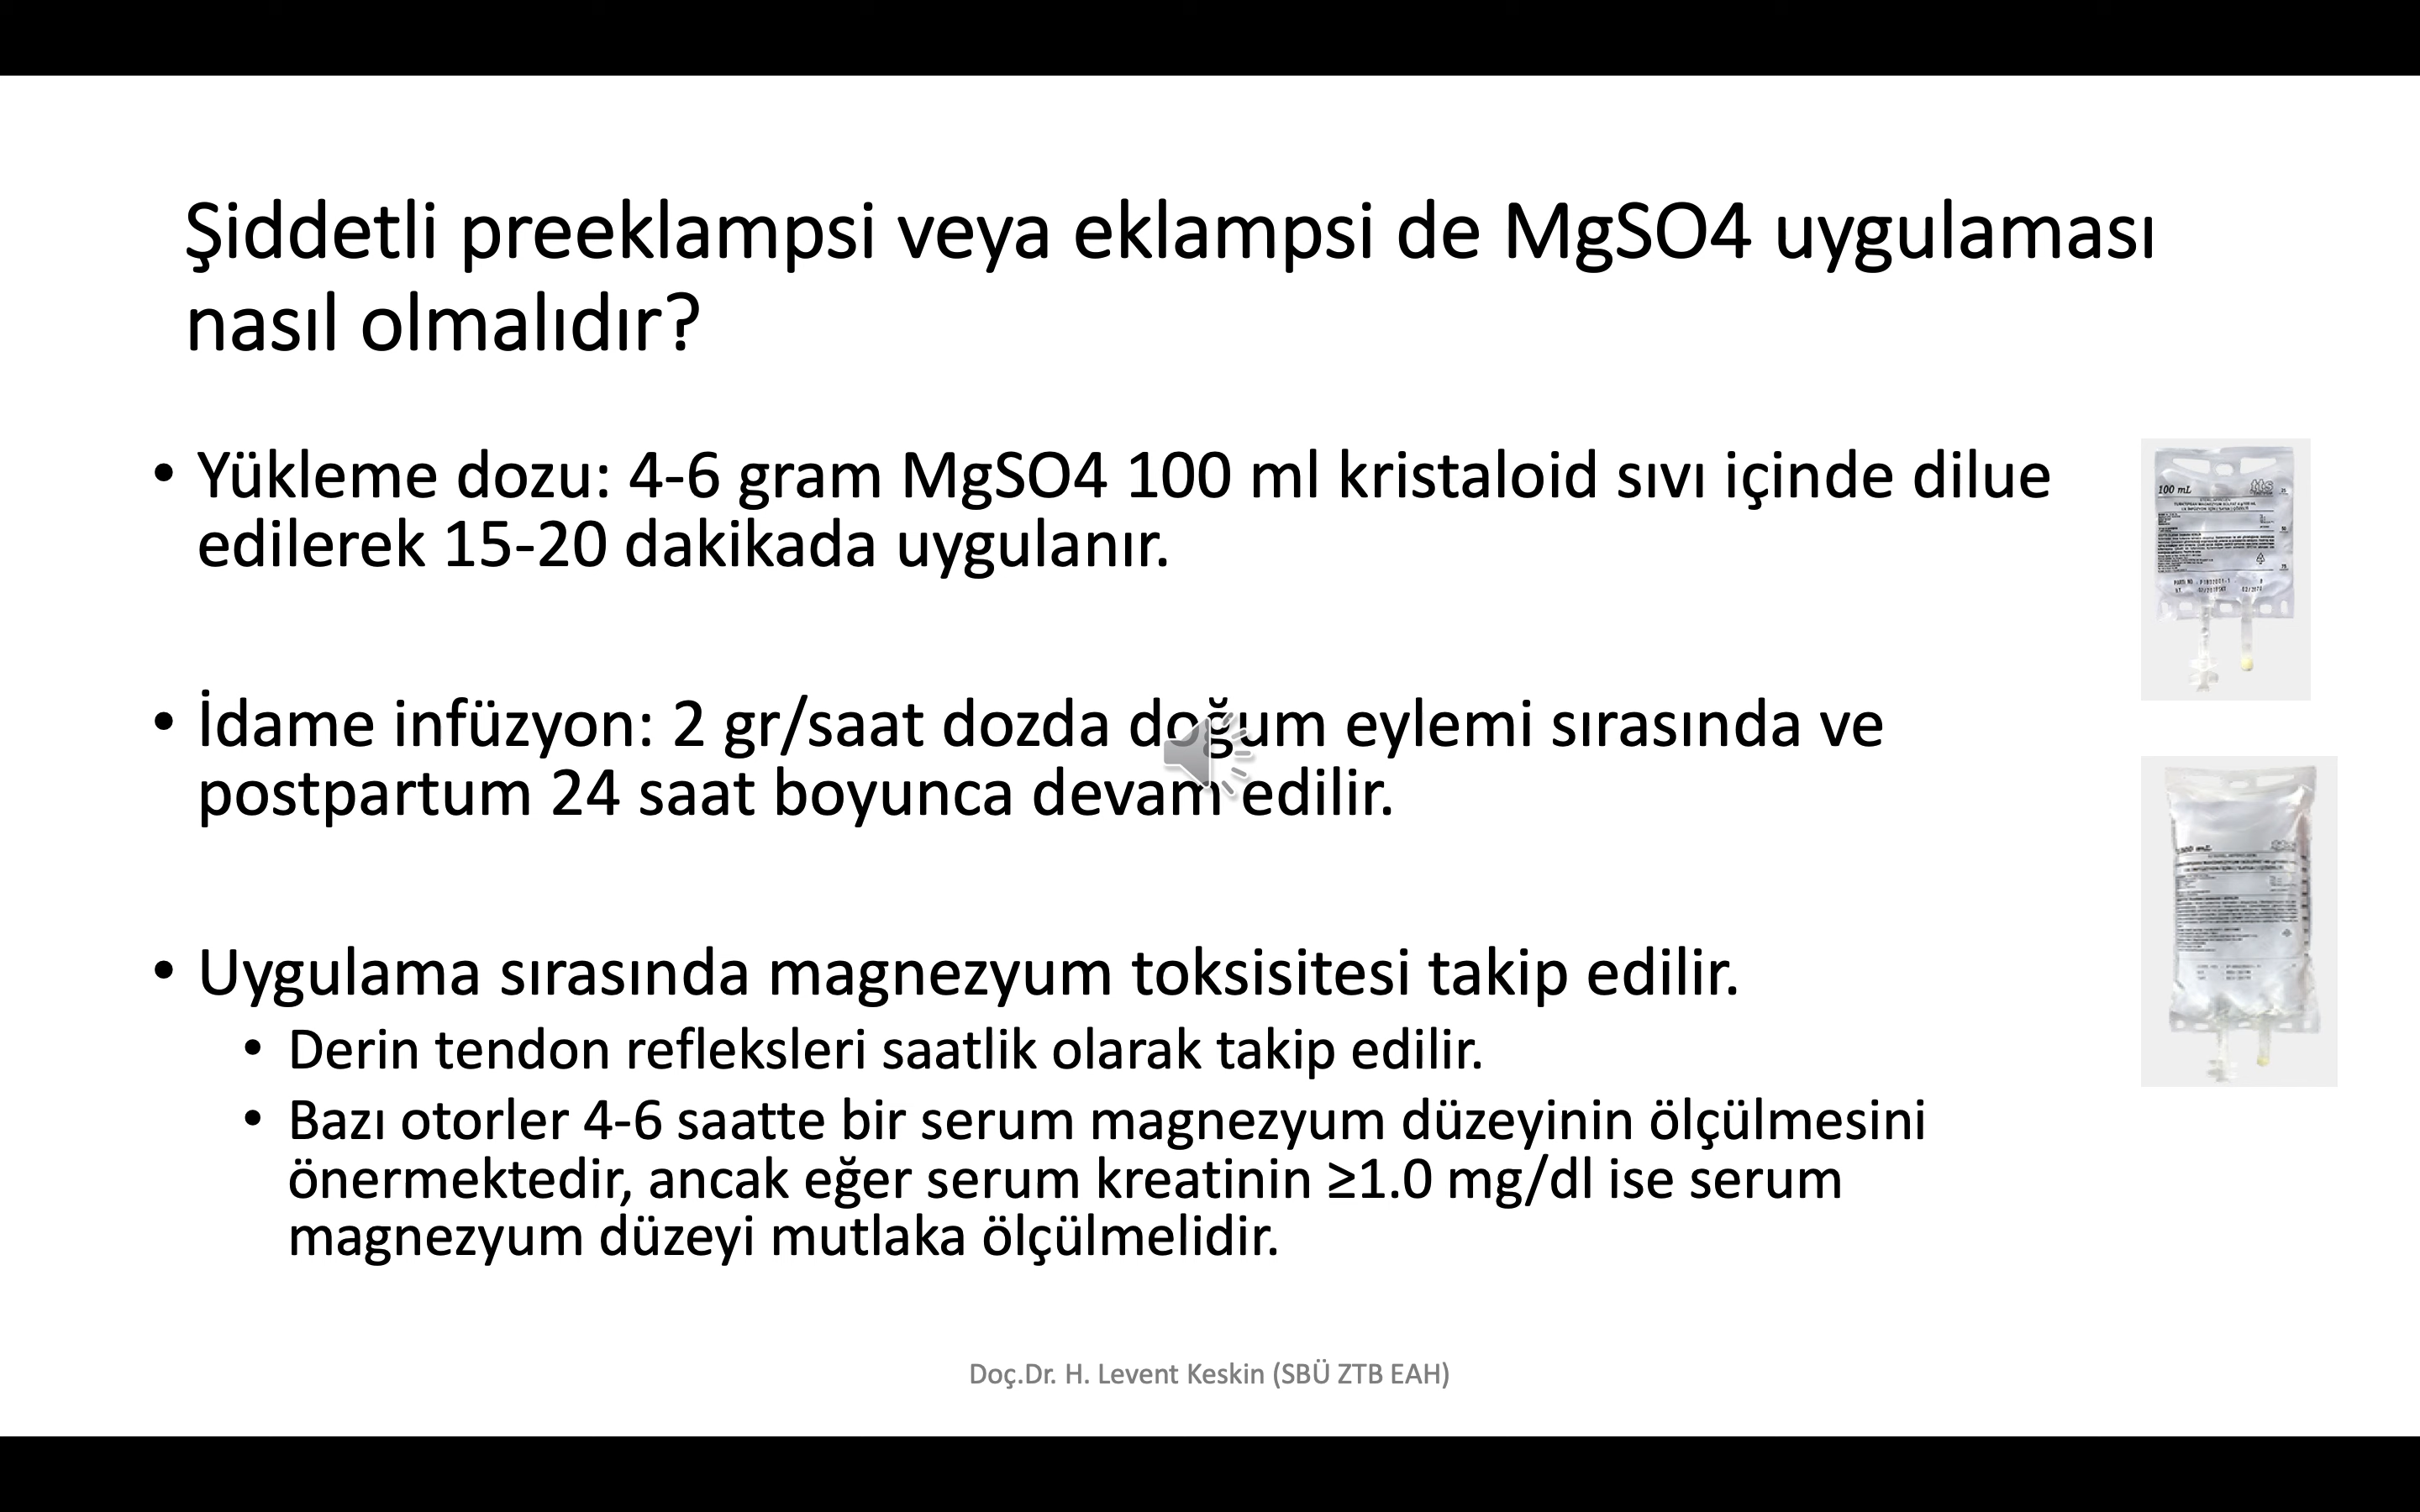 Şiddetli preeklampsi veya eklampsi de MgSO4 uygulaması
nasıl olmalıdır?
• Yükleme dozu: 4-6 gram MgSO4 100 ml kristaloid sıvı içinde dilue
edilerek 15-20 dakikada uygulanır.
100 mL
tts
• İdame infüzyon: 2 gr/saat dozda doğum eylemi sırasında ve
postpartum 24 saat boyunca devam edilir.
• Uygulama sırasında magnezyum toksisitesi takip edilir.
• Derin tendon refleksleri saatlik olarak takip edilir.
• Bazı otorler 4-6 saatte bir serum magnezyum düzeyinin ölçülmesini
önermektedir, ancak eğer serum kreatinin ≥1.0 mg/dl ise serum
magnezyum düzeyi mutlaka ölçülmelidir.
Doç.Dr. H. Levent Keskin (SBÜ ZTB EAH)